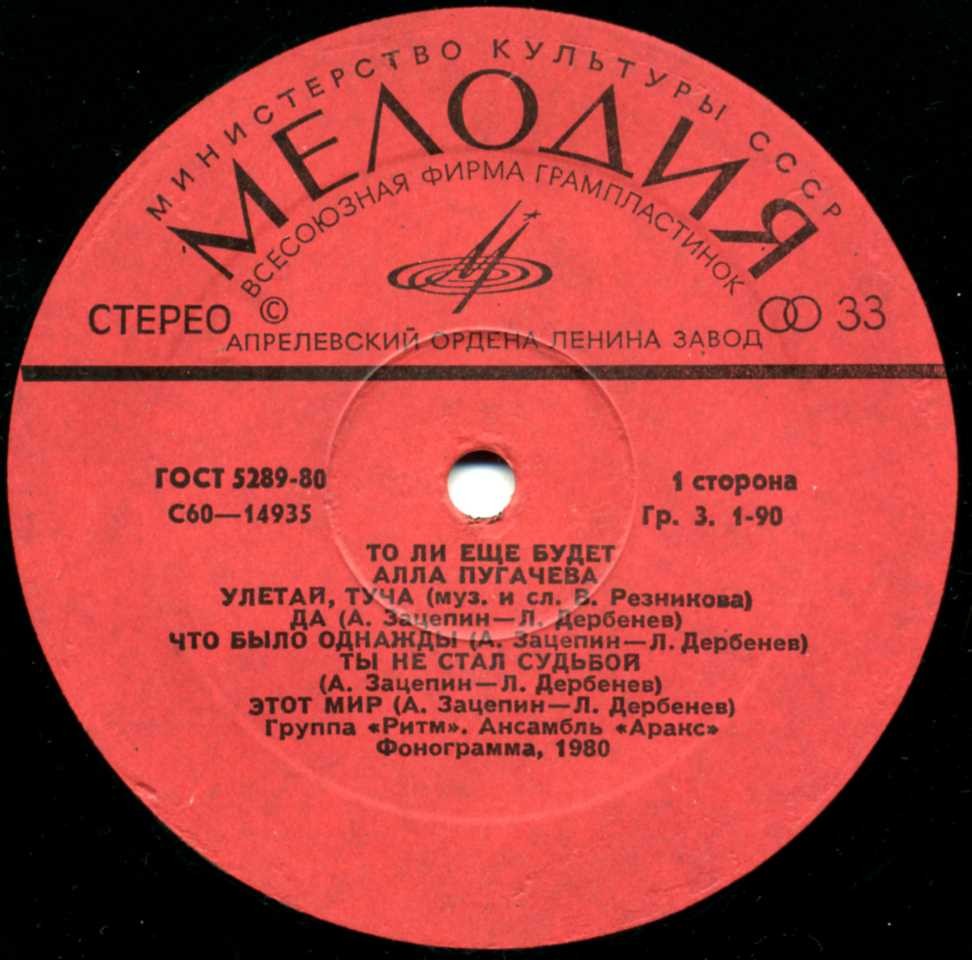 МИНИСТЕРСТВО КУЛЬТУРЫ СССР
МЕЛОДИЯ
ВСЕСОЮЗНАЯ ФИРМА ГРАМПЛАСТИНОК
СТЕРЕО © 33
АПРЕЛЕВСКИЙ ОРДЕНА ЛЕНИНА ЗАВОД
ГОСТ 5289-80 1 сторона
С60—14935 Гр. 3. 1-90
ТО ЛИ ЕЩЕ БУДЕТ
АЛЛА ПУГАЧЕВА
УЛЕТАЙ, ТУЧА (муз. и сл. В. Резникова)
ДА (А. Зацепин—Л. Дербенев)
ЧТО БЫЛО ОДНАЖДЫ (А. Зацепин—Л. Дербенев)
ТЫ НЕ СТАЛ СУДЬБОЙ
(А. Зацепин—Л. Дербенев)
ЭТОТ МИР (А. Зацепин—Л. Дербенев)
Группа «Ритм». Ансамбль «Аракс»
Фонограмма, 1980